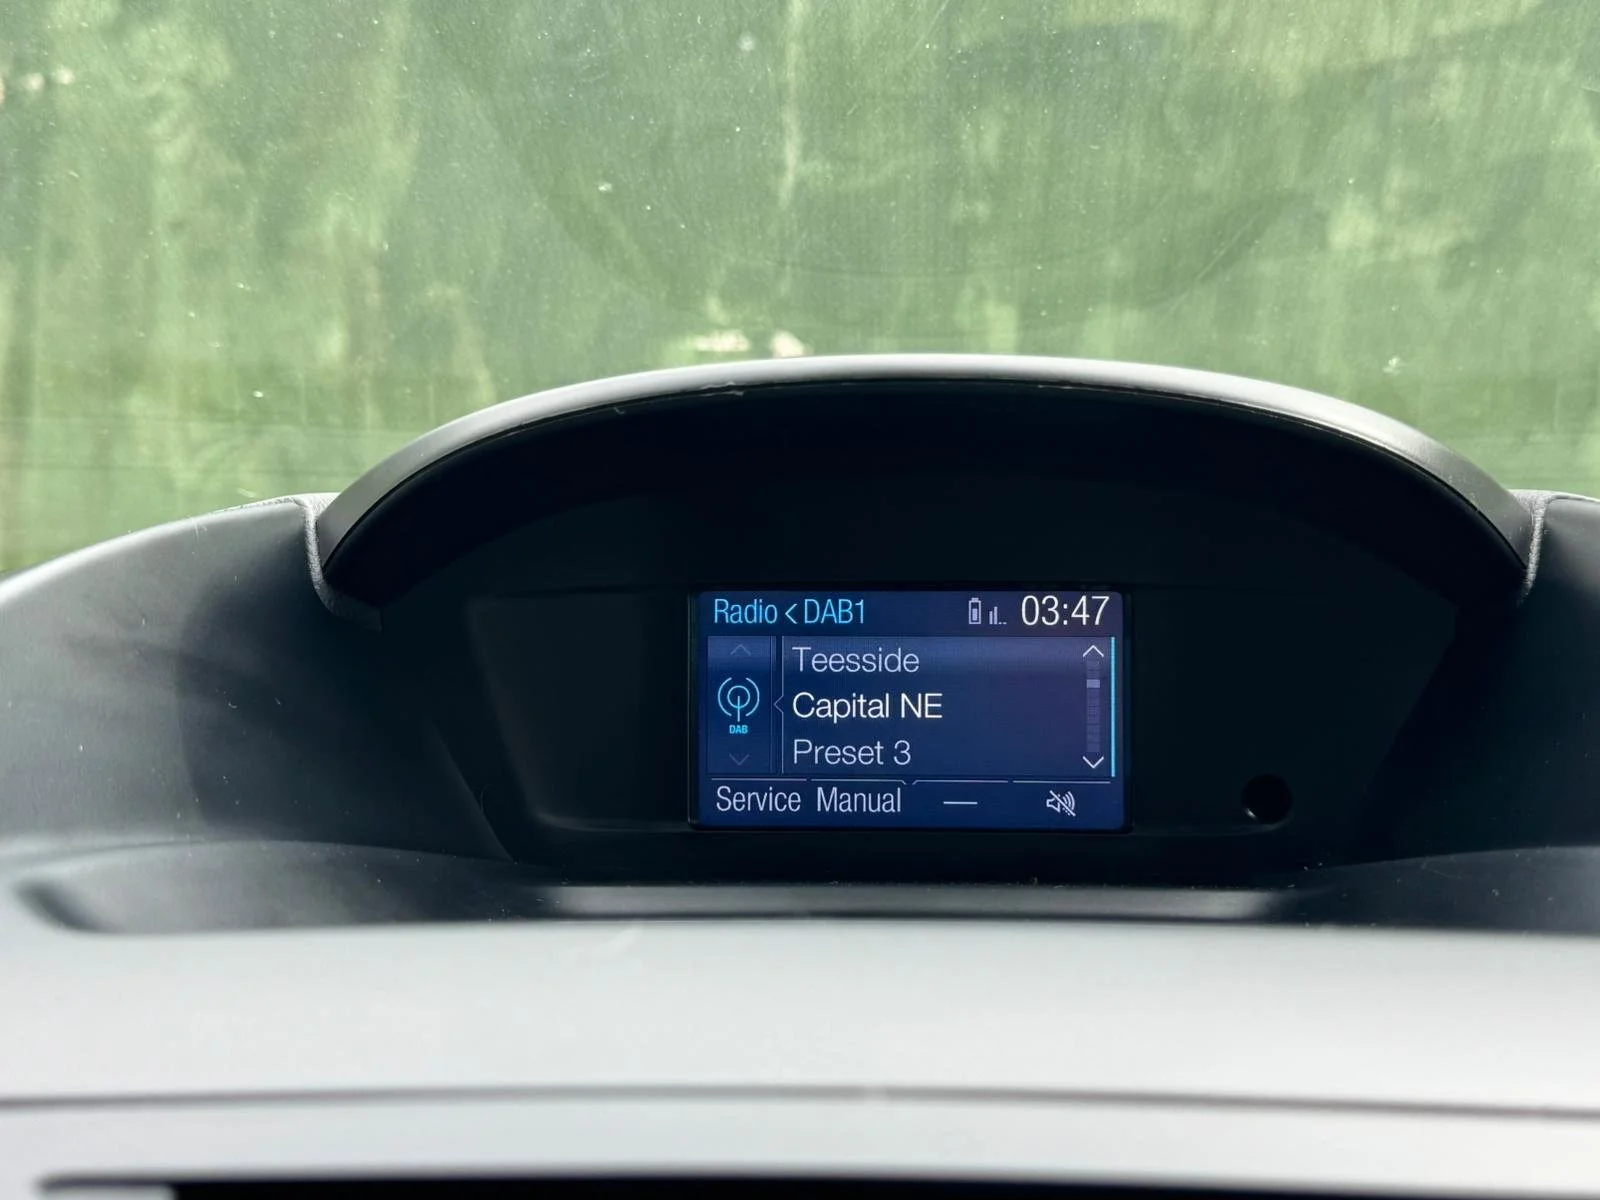 Radio < DAB1 03:47
Teesside
Capital NE
DAB
Preset 3
Service Manual